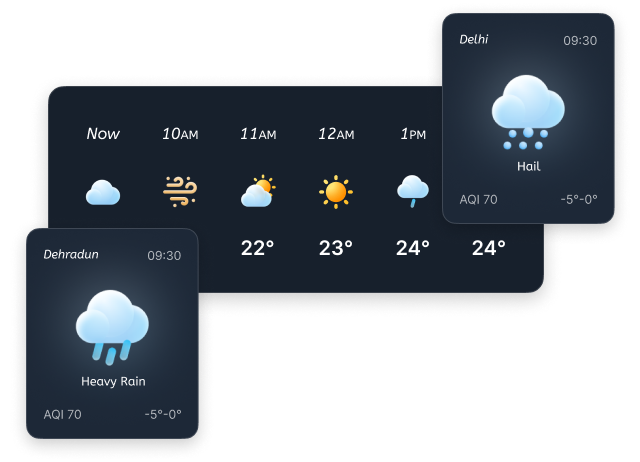 Delhi 09:30
Hail
AQI 70 -5°-0°
Now 10AM 11AM 12AM 1PM
22° 23° 24° 24°
Dehradun 09:30
Heavy Rain
AQI 70 -5°-0°